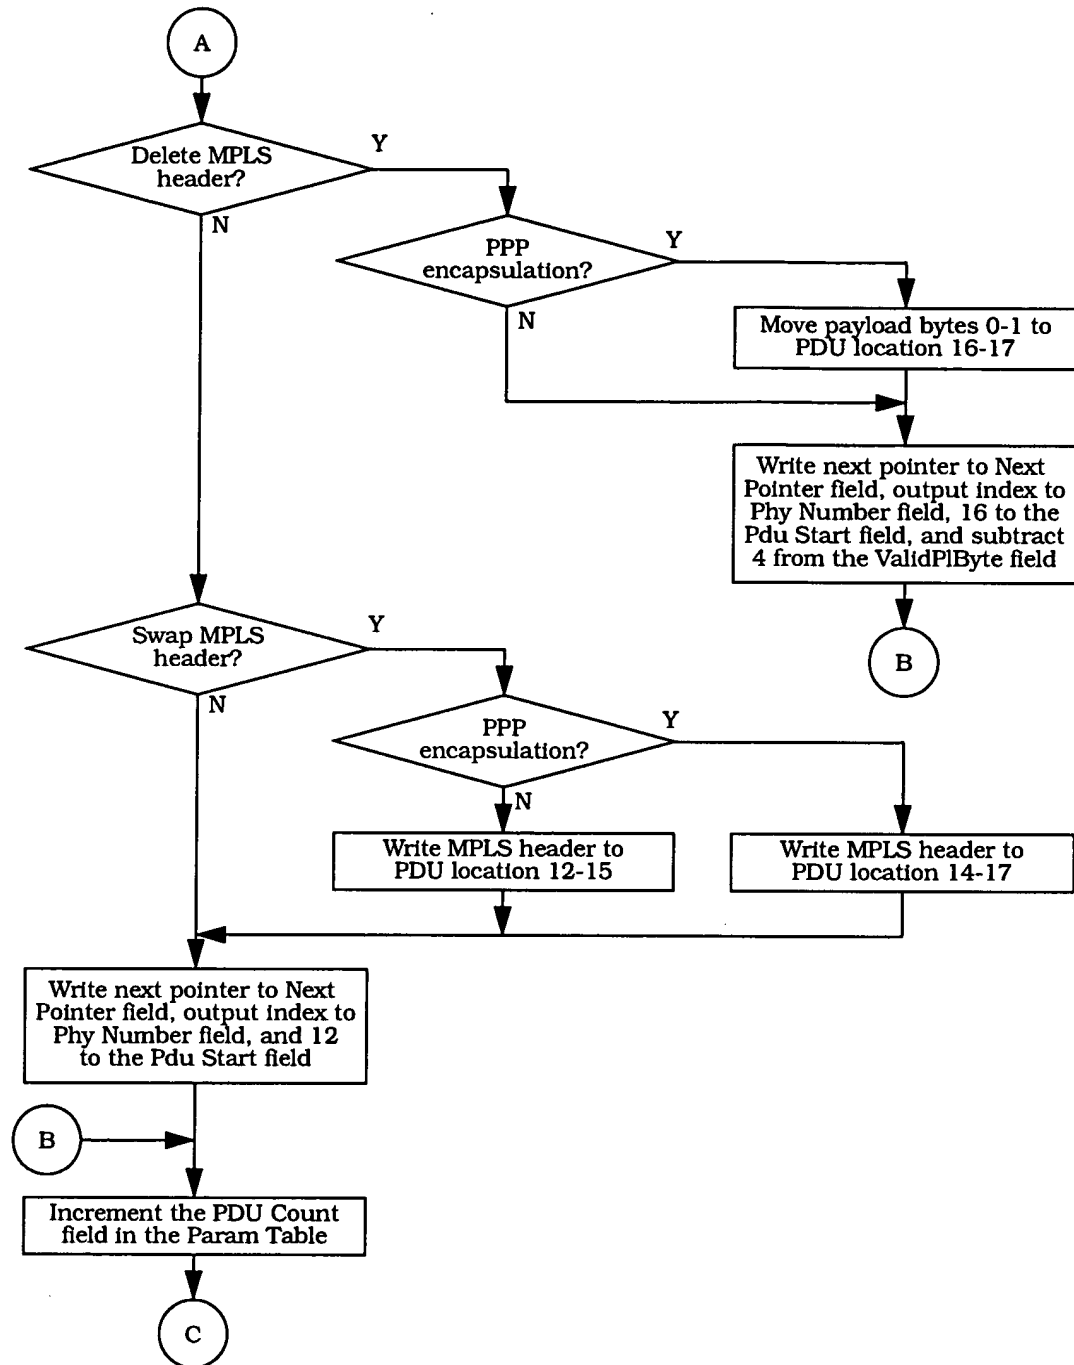 A
Delete MPLS
header?
Y
N
PPP
encapsulation?
Y
N
Move payload bytes 0-1 to
PDU location 16-17
Write next pointer to Next
Pointer field, output index to
Phy Number field, 16 to the
Pdu Start field, and subtract
4 from the ValidPlByte field
B
Swap MPLS
header?
Y
N
PPP
encapsulation?
Y
N
Write MPLS header to
PDU location 12-15
Write MPLS header to
PDU location 14-17
Write next pointer to Next
Pointer field, output index to
Phy Number field, and 12
to the Pdu Start field
B
Increment the PDU Count
field in the Param Table
C